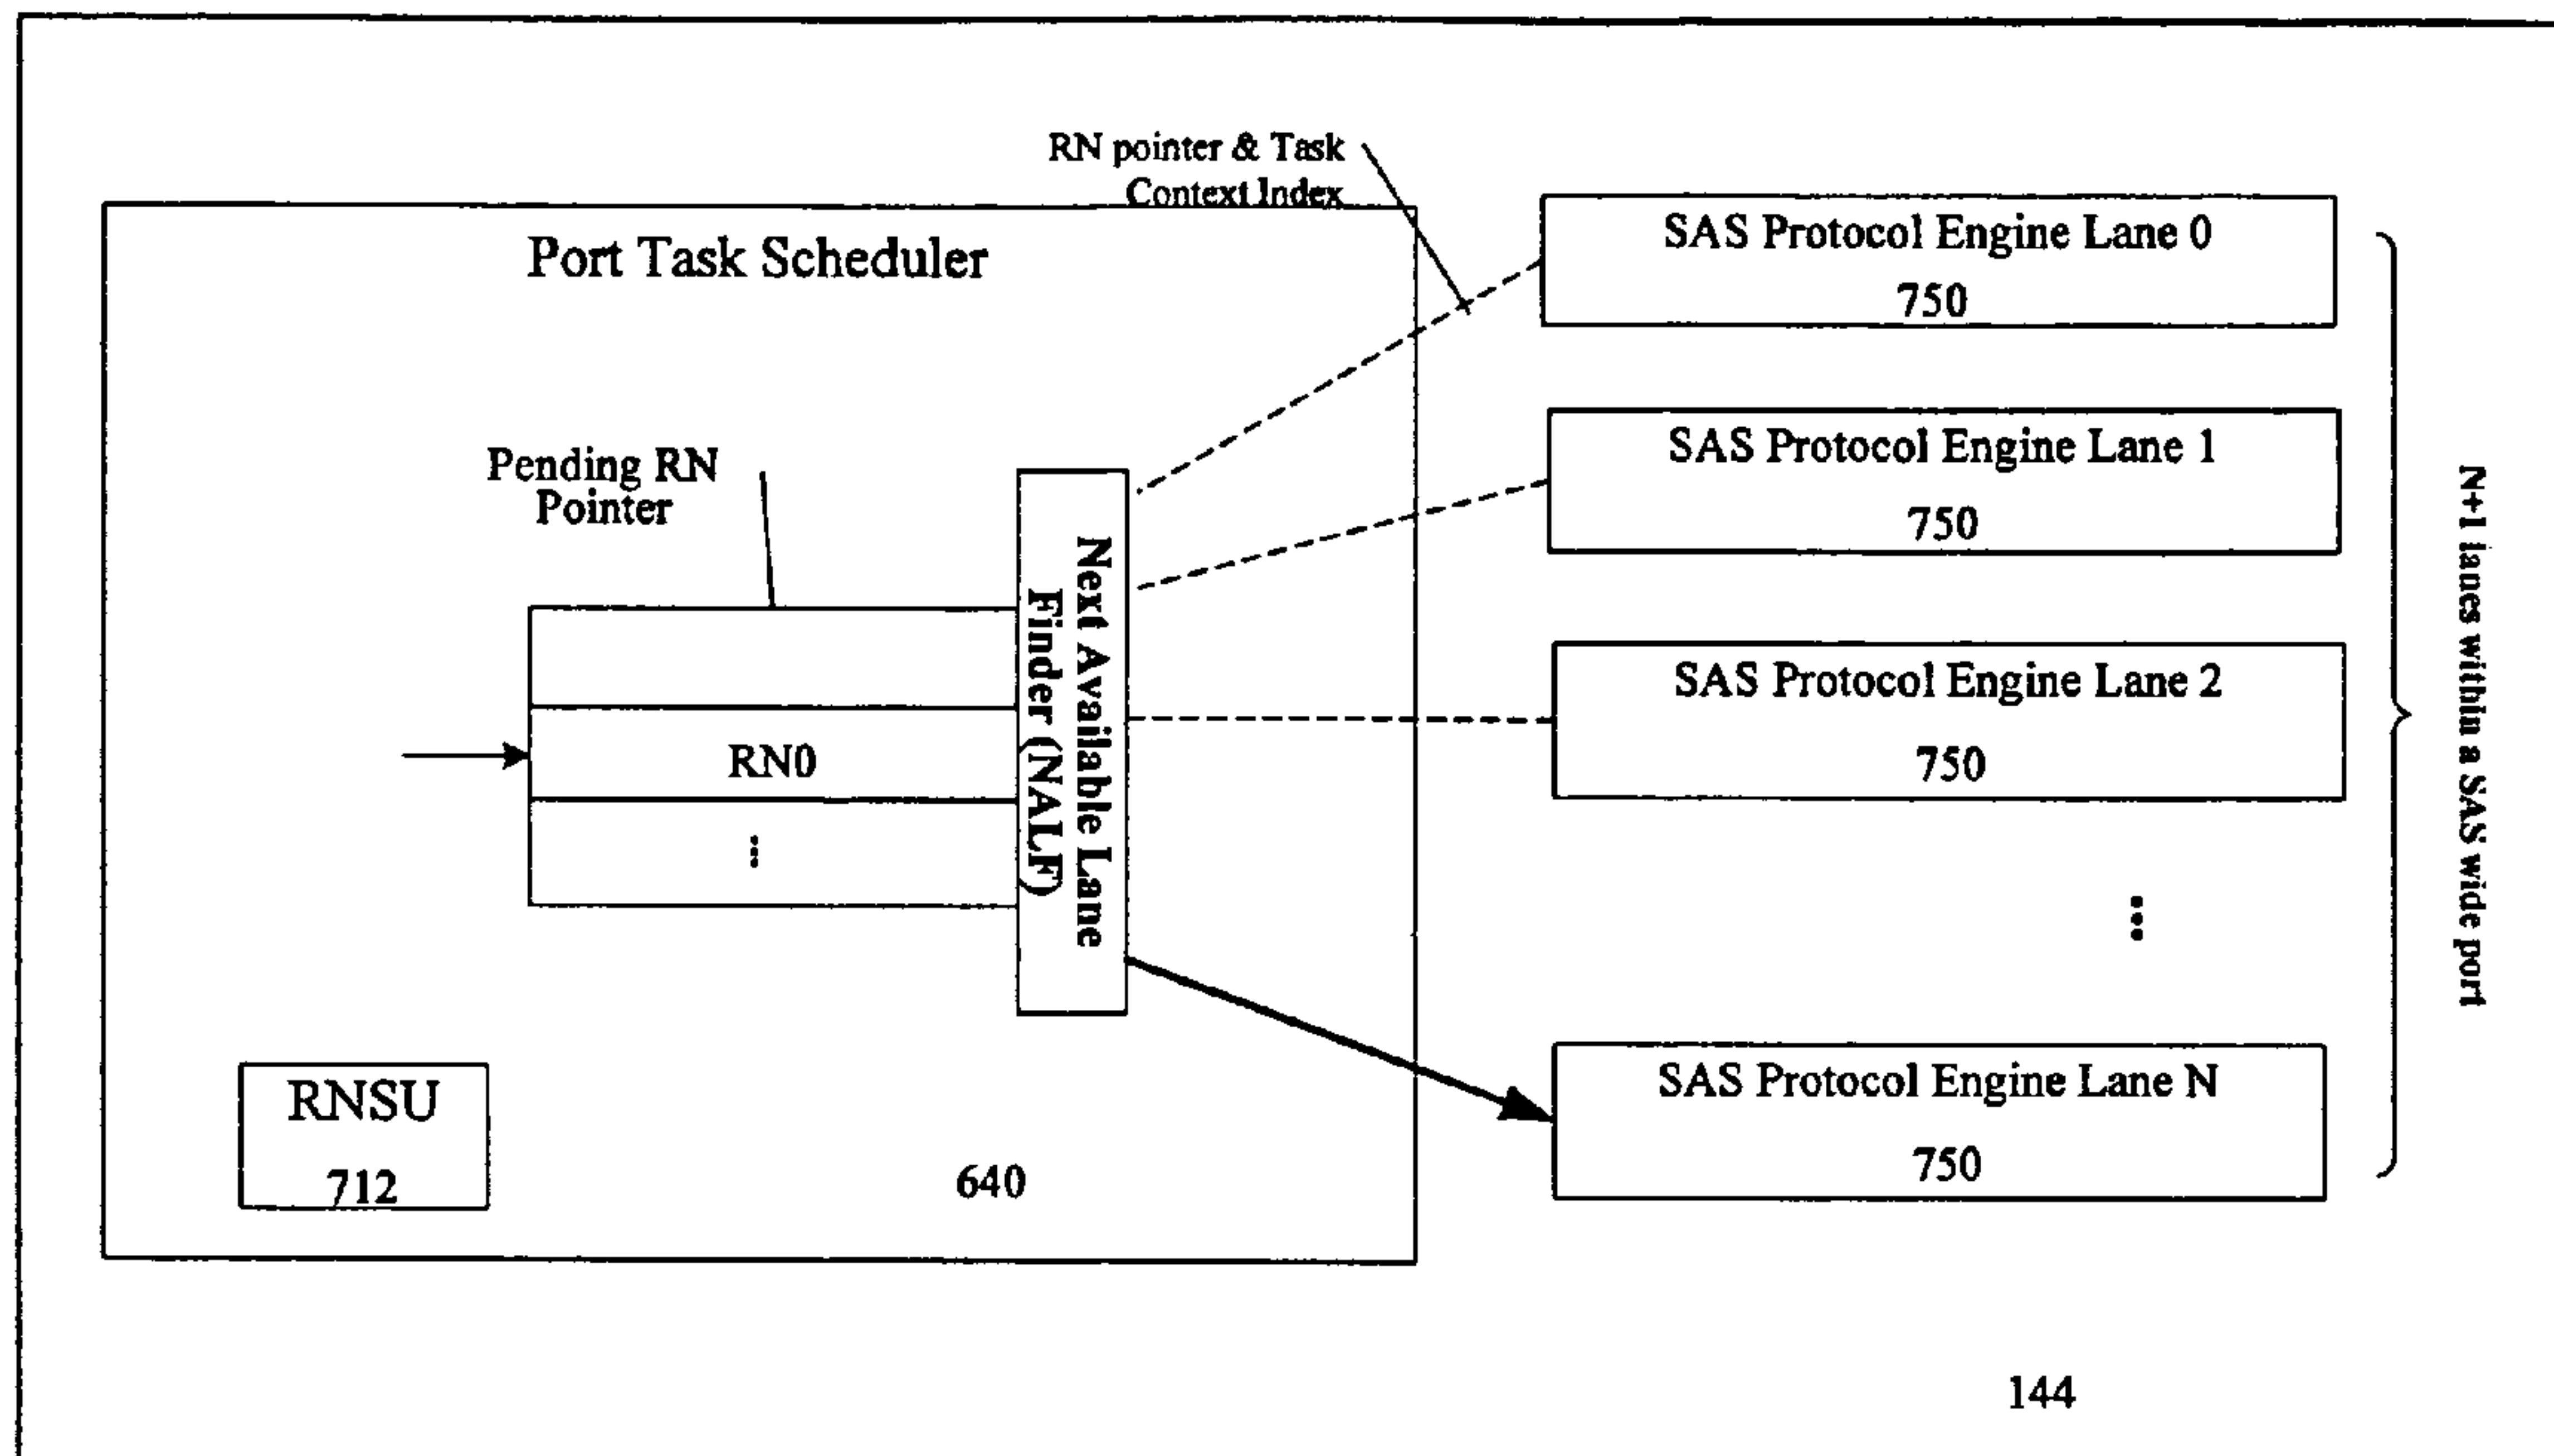 RN pointer & Task
Context Index
Port Task Scheduler
Pending RN
Pointer
RN0
...
Next Available Lane
Finder (NALF)
RNSU
712
640
SAS Protocol Engine Lane 0
750
SAS Protocol Engine Lane 1
750
SAS Protocol Engine Lane 2
750
...
SAS Protocol Engine Lane N
750
N+1 lanes within a SAS wide port
144